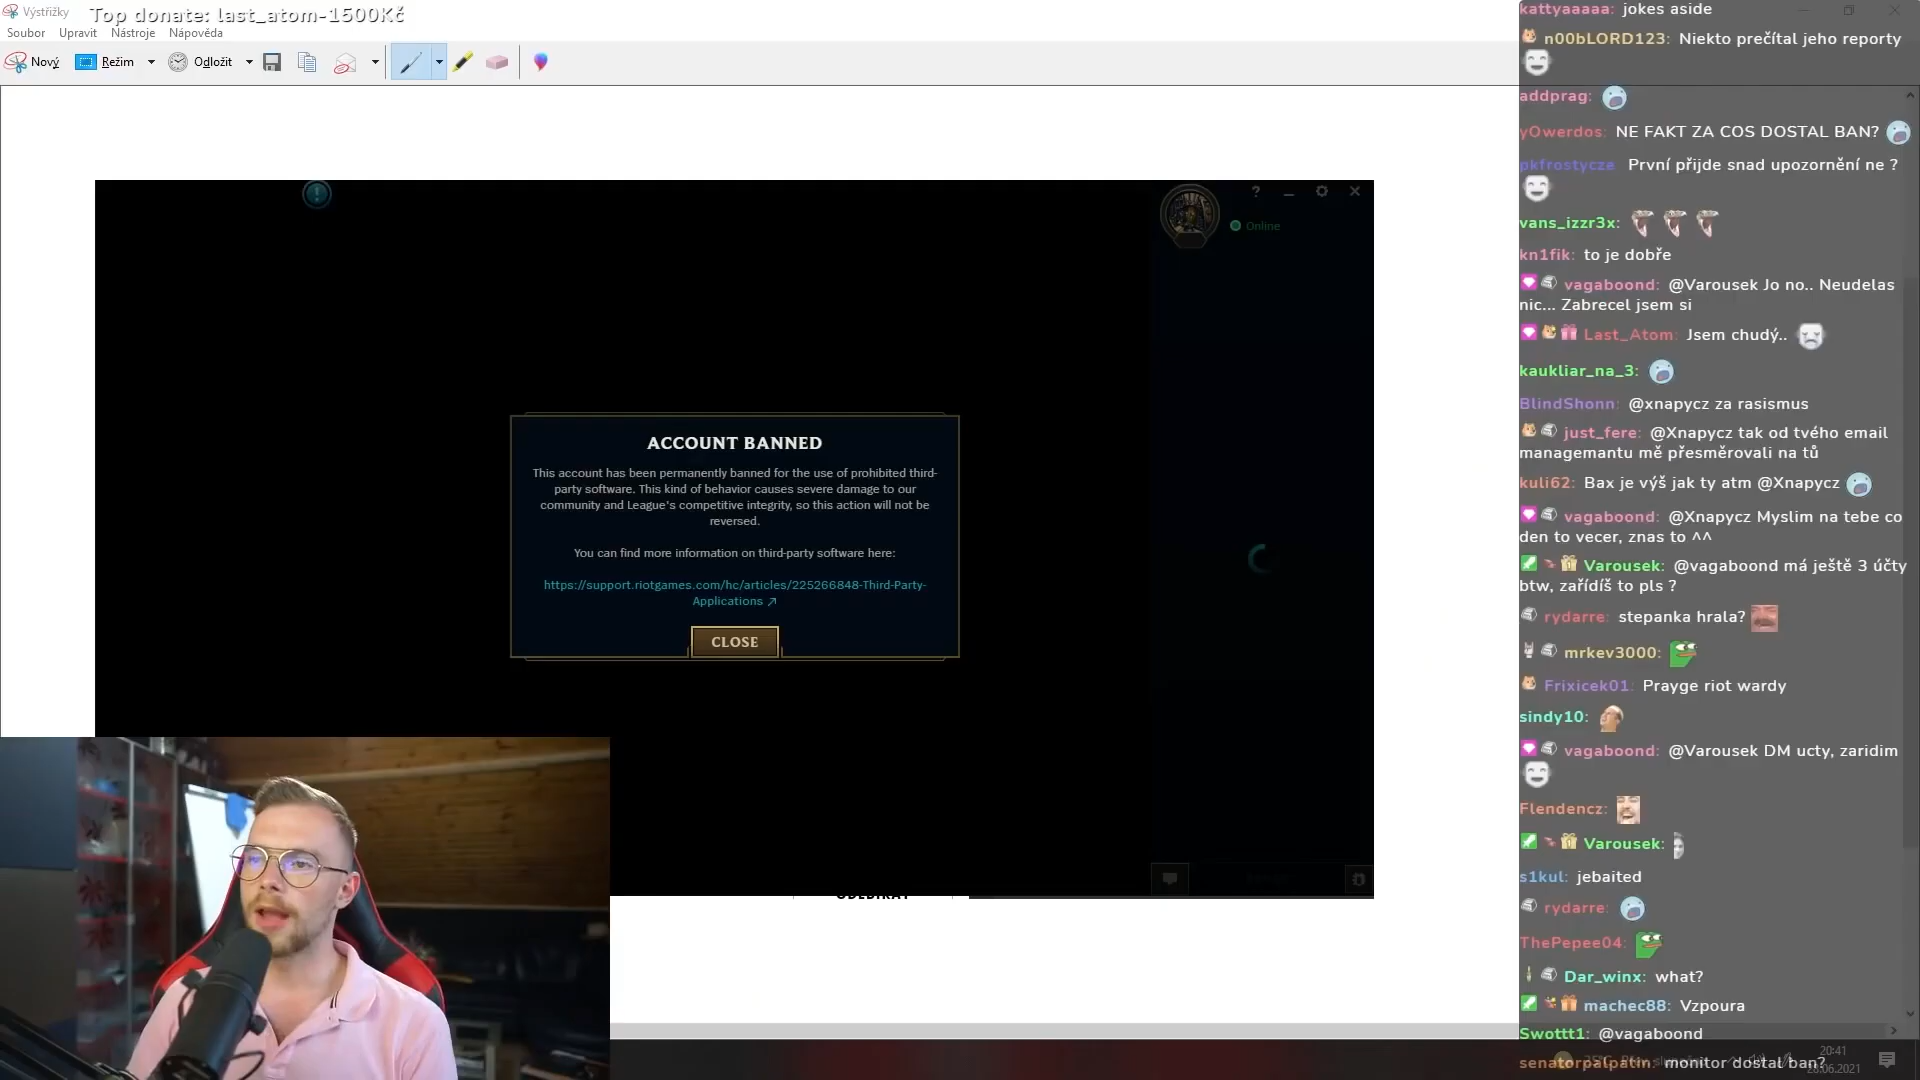 Výstřižky
Top donate: last_atom-1500Kč
Soubor Upravit Nástroje Nápověda
Nový Režim Odložit
? Online
ACCOUNT BANNED
This account has been permanently banned for the use of prohibited third-
party software. This kind of behavior causes severe damage to our
community and League's competitive integrity, so this action will not be
reversed.
You can find more information on third-party software here:
https://support.riotgames.com/hc/articles/225266848-Third-Party-
Applications
CLOSE
kattyaaaaa: jokes aside
n00bLORD123: Niekto prečítal jeho reporty
addprag:
yOwerdos: NE FAKT ZA COS DOSTAL BAN?
pkfrostycze První přijde snad upozornění ne ?
vans_izzr3x:
kn1fik: to je dobře
vagaboond: @Varousek Jo no.. Neudelas
nic... Zabrecel jsem si
Last_Atom: Jsem chudý..
kaukliar_na_3:
BlindShonn: @xnapycz za rasismus
just_fere: @Xnapycz tak od tvého email
managemantu mě přesměrovali na tů
kuli62: Bax je výš jak ty atm @Xnapycz
vagaboond: @Xnapycz Myslim na tebe co
den to vecer, znas to ^^
Varousek: @vagaboond má ještě 3 účty
btw, zařídíš to pls ?
rydarre: stepanka hrala?
mrkev3000:
Frixicek01: Prayge riot wardy
sindy10:
vagaboond: @Varousek DM ucty, zaridim
Flendencz:
Varousek:
s1kul: jebaited
rydarre:
ThePepee04:
Dar_winx: what?
machec88: Vzpoura
Swottt1: @vagaboond
senatorpalpatin: monitor dostal ban?
20:41